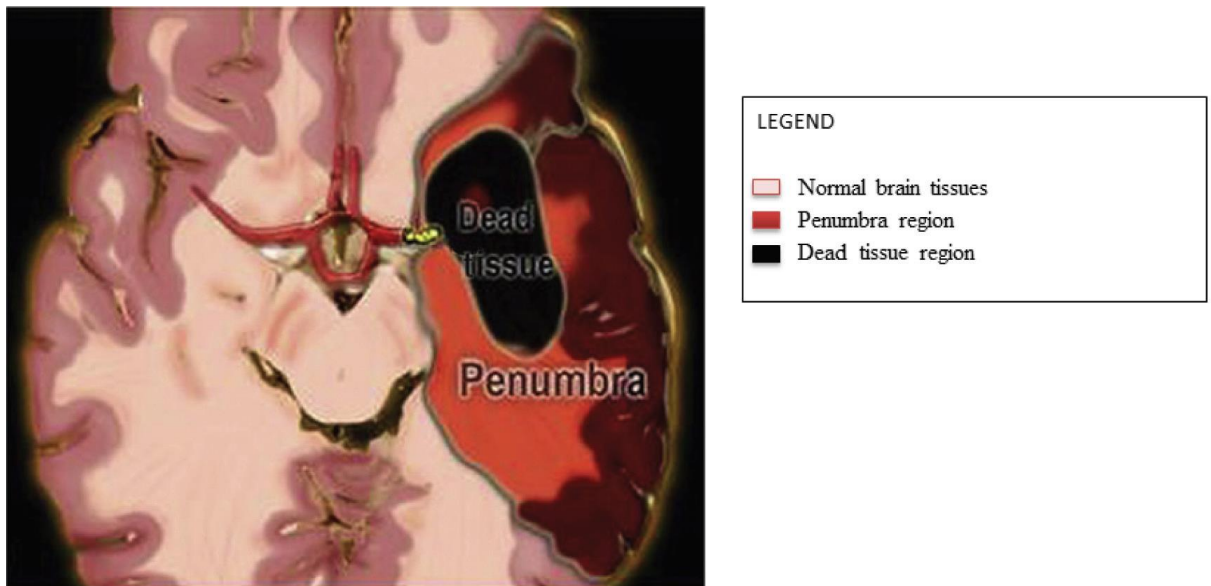 Dead
tissue
Penumbra
LEGEND
Normal brain tissues
Penumbra region
Dead tissue region